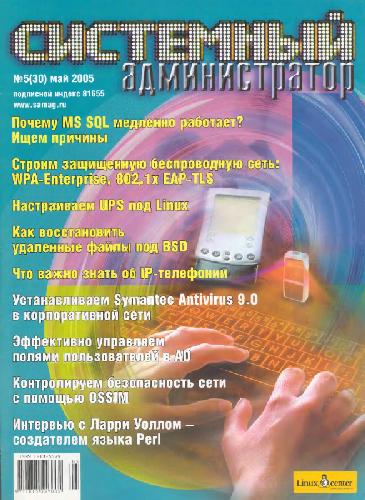 СИСТЕМНЫЙ
администратор
№5(30) май 2005
подписной индекс 81655
www.samag.ru
Почему MS SQL медленно работает?
Ищем причины
Строим защищенную беспроводную сеть:
WPA-Enterprise, 802.1x EAP-TLS
Настраиваем UPS под Linux
Как восстановить
удаленные файлы под BSD
Что важно знать об IP-телефонии
Устанавливаем Symantec Antivirus 9.0
в корпоративной сети
Эффективно управляем
полями пользователей в AD
Контролируем безопасность сети
с помощью OSSIM
Интервью с Ларри Уоллом –
создателем языка Perl
Linux center